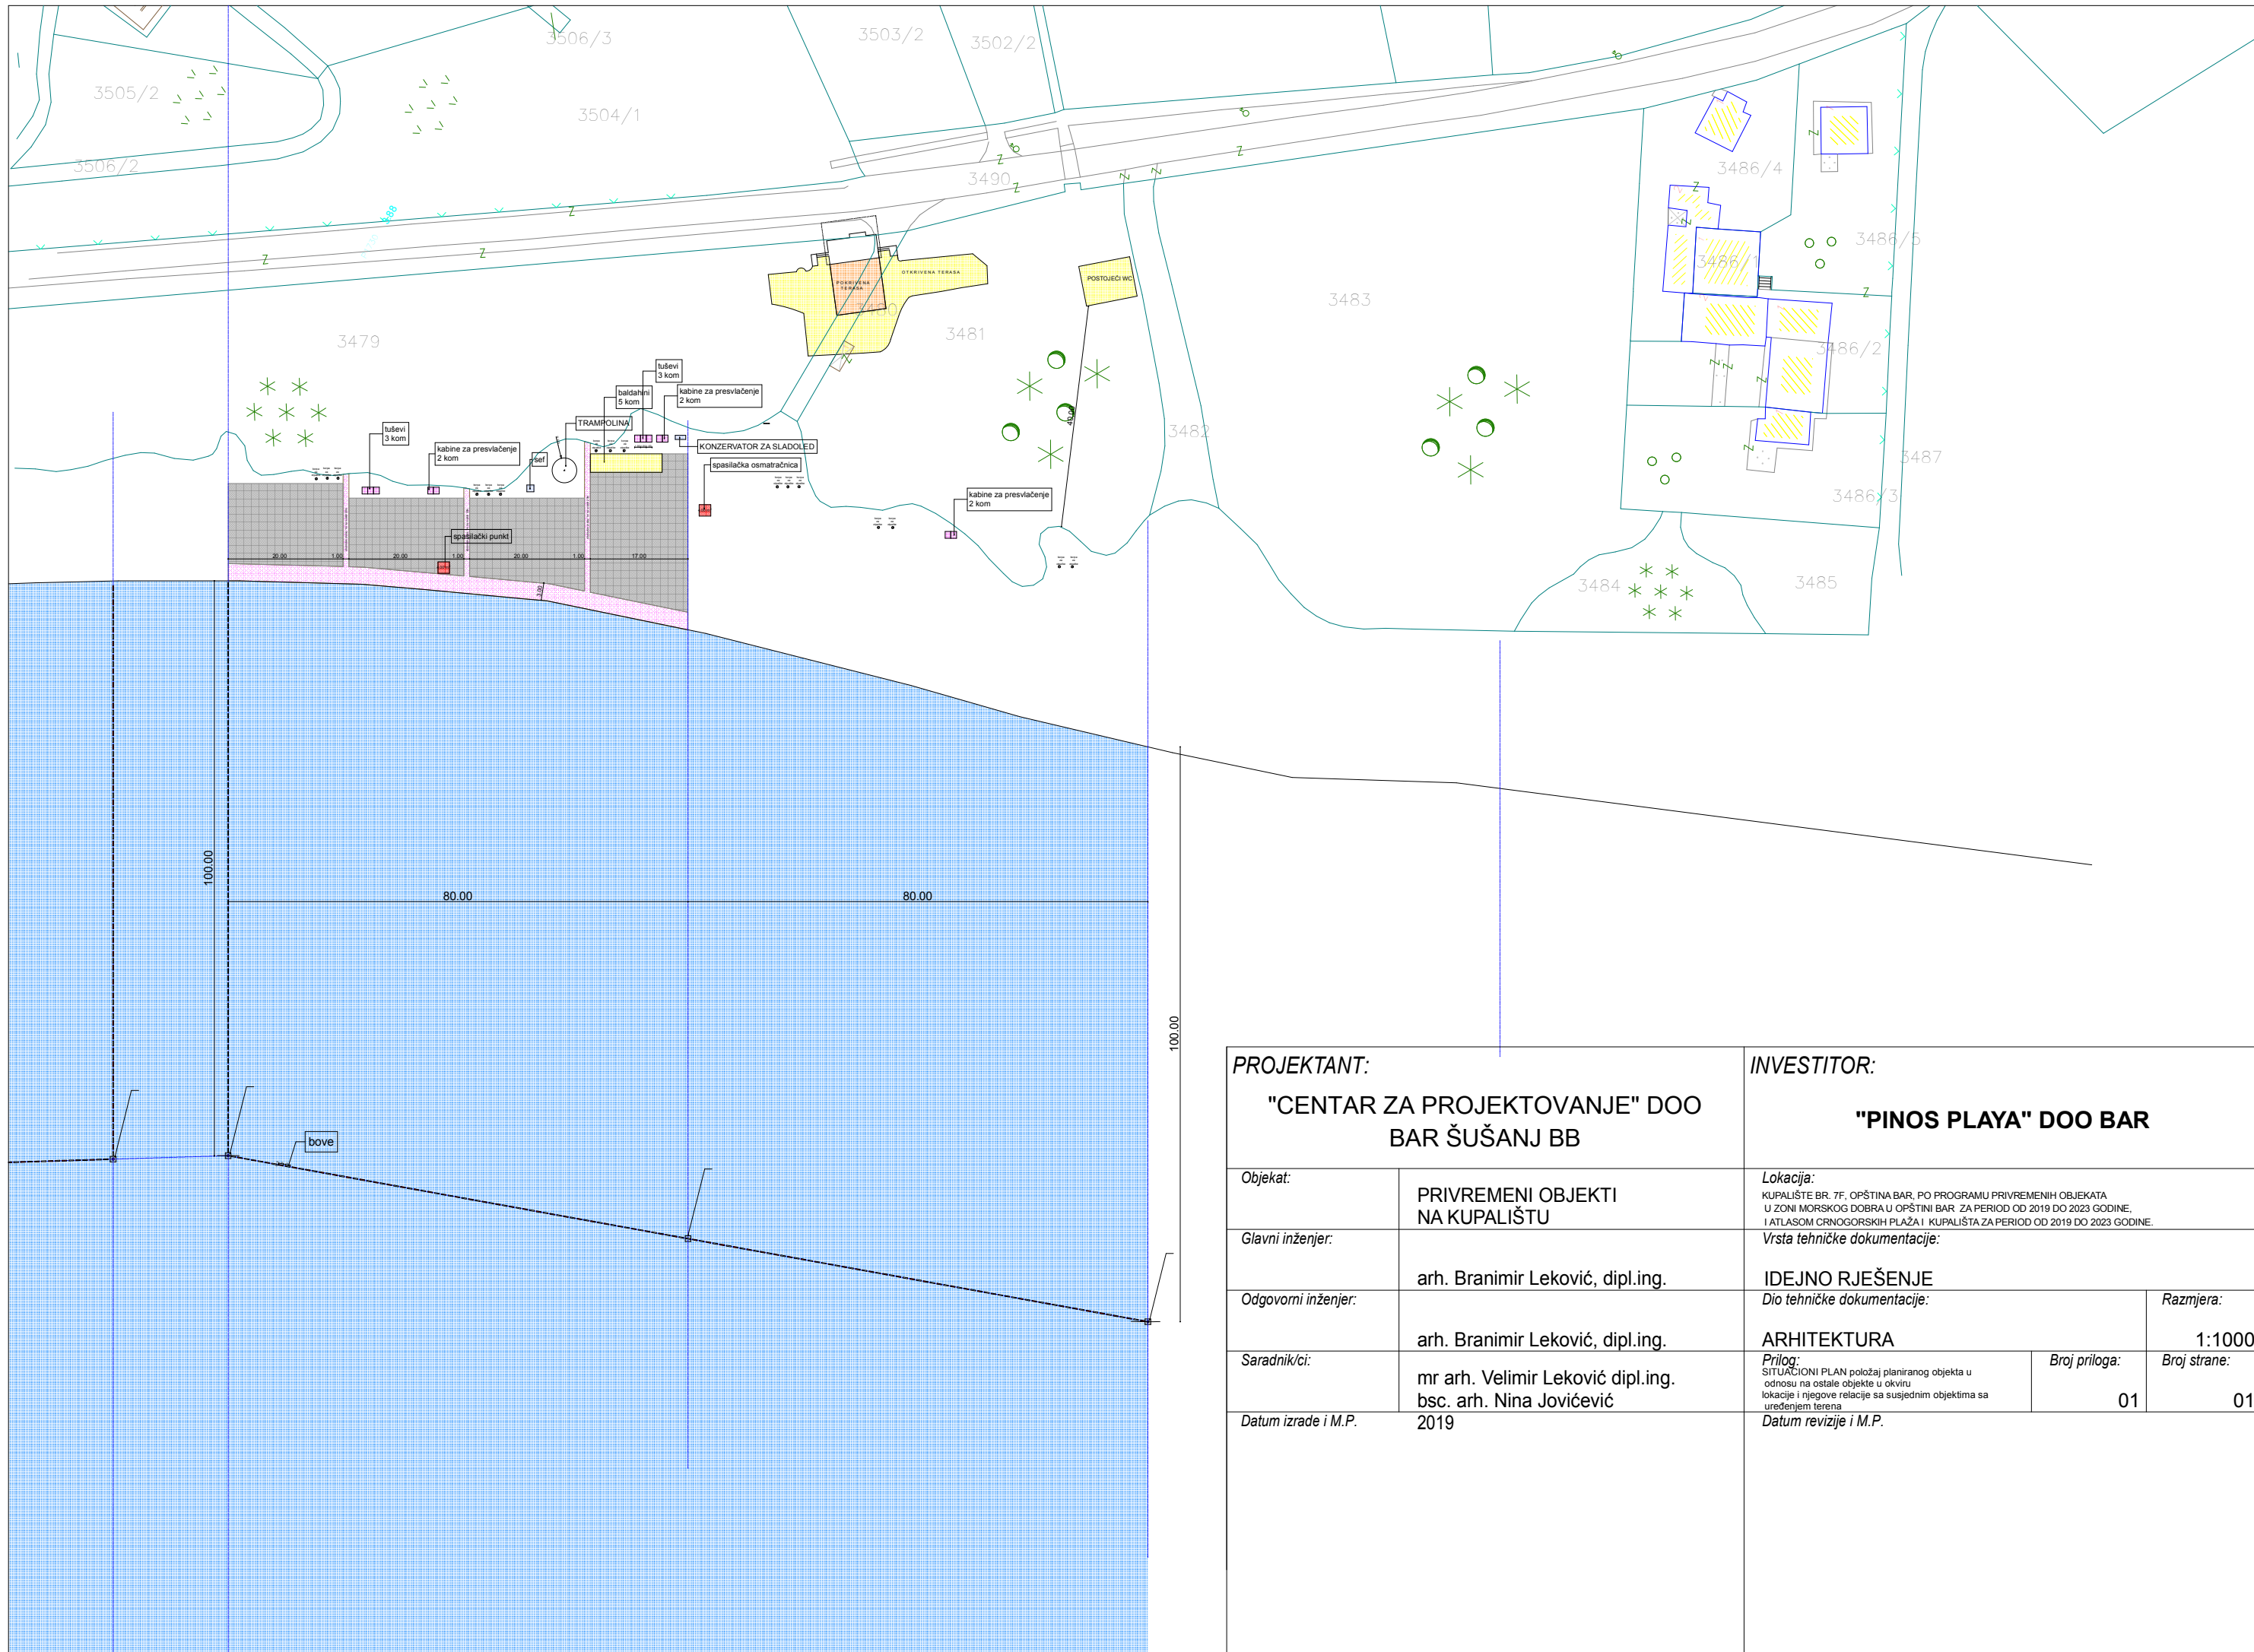 3506/3
3503/2
3502/2
3505/2
3504/1
3506/2
3490
3486/4
3486/5
3486/1
3486/2
3487
3486/3
3483
3482
3481
3480
3479
3484
3485
488
OTKRIVENA TERASA
POKRIVENA
TERASA
POSTOJEĆI WC
40.00
tuševi
3 kom
baldahini
5 kom
kabine za presvlačenje
2 kom
TRAMPOLINA
KONZERVATOR ZA SLADOLED
spasilačka osmatračnica
tuševi
3 kom
kabine za presvlačenje
2 kom
sef
kabine za presvlačenje
2 kom
spasilački punkt
20.00
1.00
20.00
1.00
20.00
1.00
17.00
3.00
100.00
80.00
80.00
100.00
bove
PROJEKTANT:
"CENTAR ZA PROJEKTOVANJE" DOO
BAR ŠUŠANJ BB
INVESTITOR:
"PINOS PLAYA" DOO BAR
Objekat:
PRIVREMENI OBJEKTI
NA KUPALIŠTU
Lokacija:
KUPALIŠTE BR. 7F, OPŠTINA BAR, PO PROGRAMU PRIVREMENIH OBJEKATA
U ZONI MORSKOG DOBRA U OPŠTINI BAR ZA PERIOD OD 2019 DO 2023 GODINE,
I ATLASOM CRNOGORSKIH PLAŽA I KUPALIŠTA ZA PERIOD OD 2019 DO 2023 GODINE.
Glavni inženjer:
arh. Branimir Leković, dipl.ing.
Vrsta tehničke dokumentacije:
IDEJNO RJEŠENJE
Odgovorni inženjer:
arh. Branimir Leković, dipl.ing.
Dio tehničke dokumentacije:
ARHITEKTURA
Razmjera:
1:1000
Saradnik/ci:
mr arh. Velimir Leković dipl.ing.
bsc. arh. Nina Jovićević
Prilog:
SITUACIONI PLAN položaj planiranog objekta u
odnosu na ostale objekte u okviru
lokacije i njegove relacije sa susjednim objektima sa
uređenjem terena
Broj priloga:
01
Broj strane:
01
Datum izrade i M.P.
2019
Datum revizije i M.P.